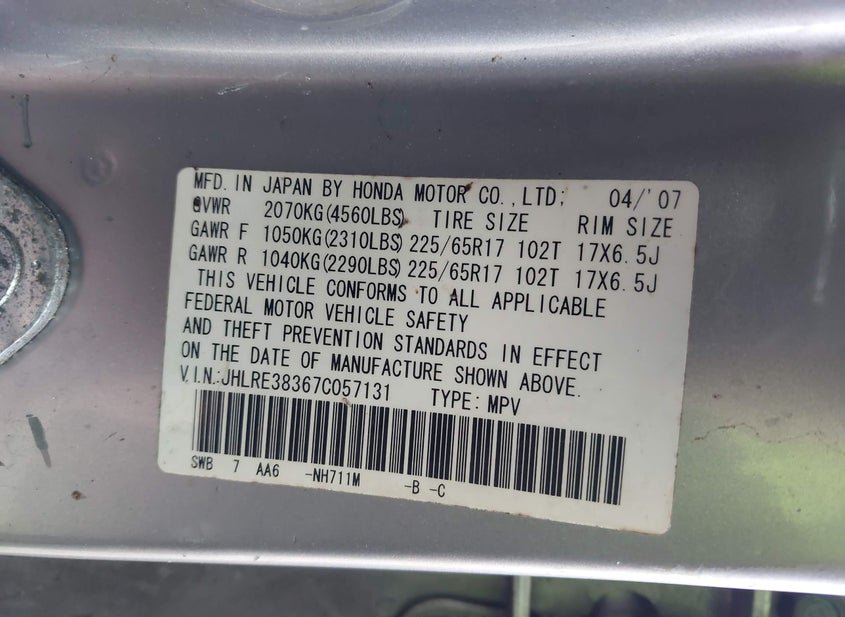 MFD. IN JAPAN BY HONDA MOTOR CO., LTD; 04/'07
GVWR 2070KG(4560LBS) TIRE SIZE RIM SIZE
GAWR F 1050KG(2310LBS) 225/65R17 102T 17X6.5J
GAWR R 1040KG(2290LBS) 225/65R17 102T 17X6.5J
THIS VEHICLE CONFORMS TO ALL APPLICABLE
FEDERAL MOTOR VEHICLE SAFETY
AND THEFT PREVENTION STANDARDS IN EFFECT
ON THE DATE OF MANUFACTURE SHOWN ABOVE.
V.I.N.:JHLRE38367C057131 TYPE: MPV
SWB 7 AA6 -NH711M -B -C